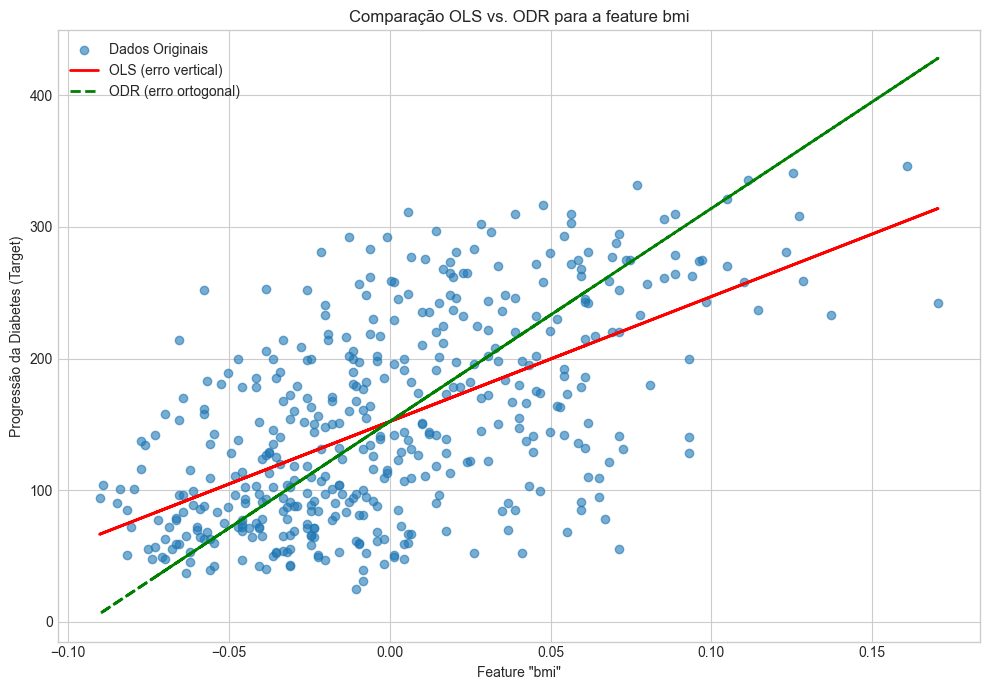 Comparação OLS vs. ODR para a feature bmi
Dados Originais
OLS (erro vertical)
ODR (erro ortogonal)
Progressão da Diabetes (Target)
400
300
200
100
0
−0.10
−0.05
0.00
0.05
0.10
0.15
Feature "bmi"